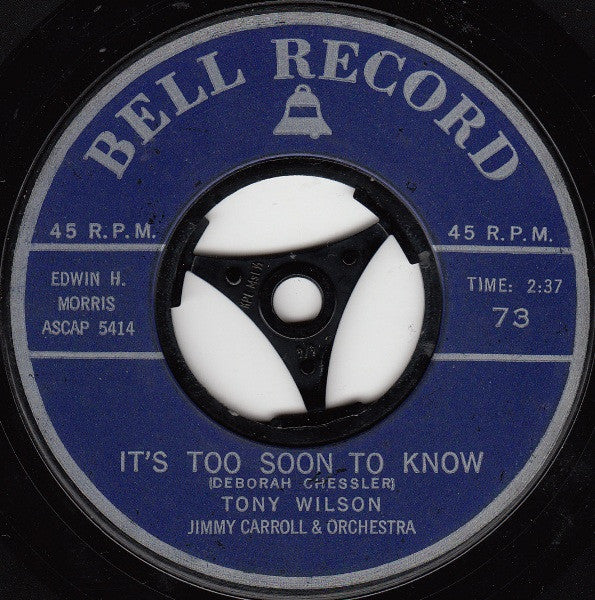 BELL RECORD
45 R.P.M.
45 R.P.M.
EDWIN H.
MORRIS
ASCAP 5414
TIME: 2:37
73
IT'S TOO SOON TO KNOW
(DEBORAH CHESSLER)
TONY WILSON
JIMMY CARROLL & ORCHESTRA